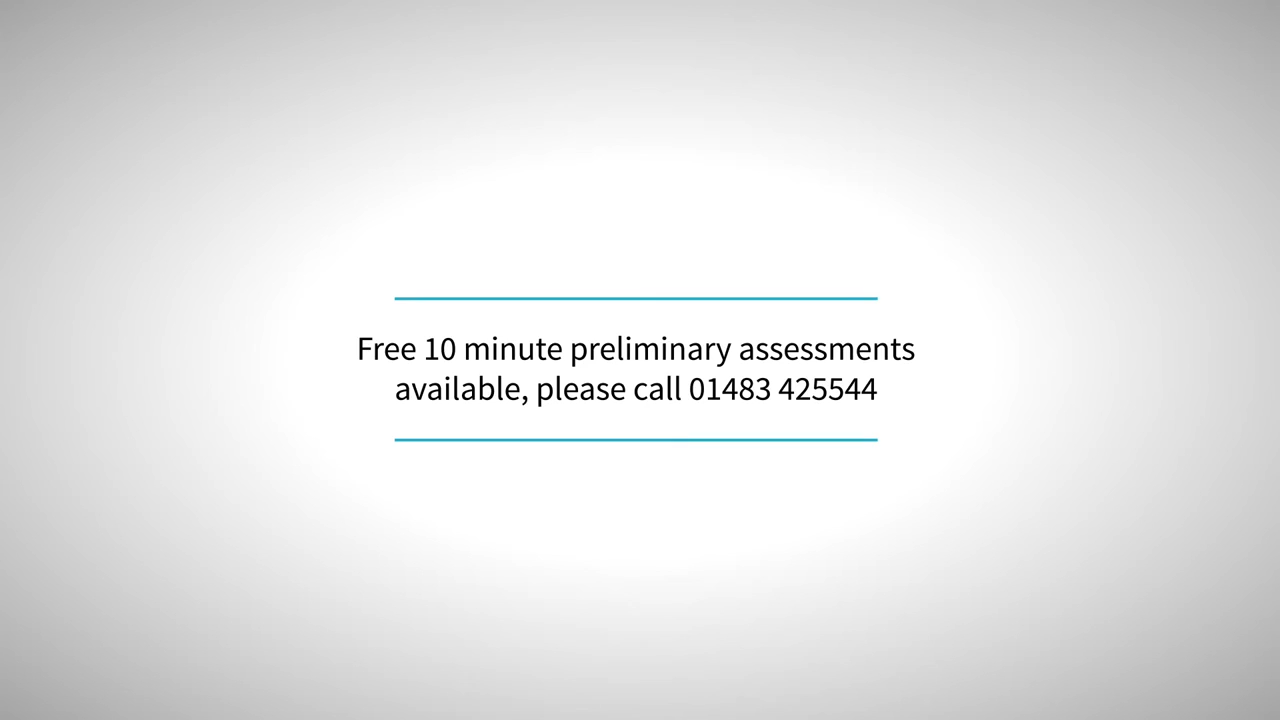 Free 10 minute preliminary assessments
available, please call 01483 425544